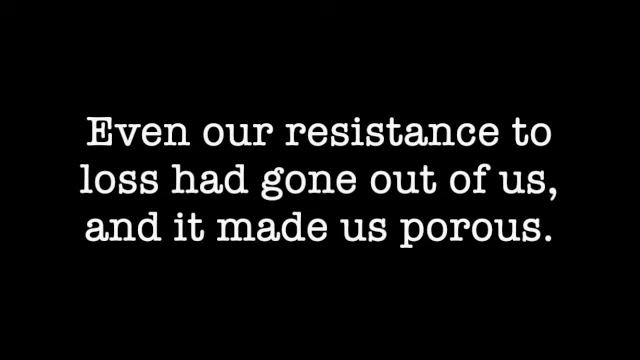 Even our resistance to
loss had gone out of us,
and it made us porous.